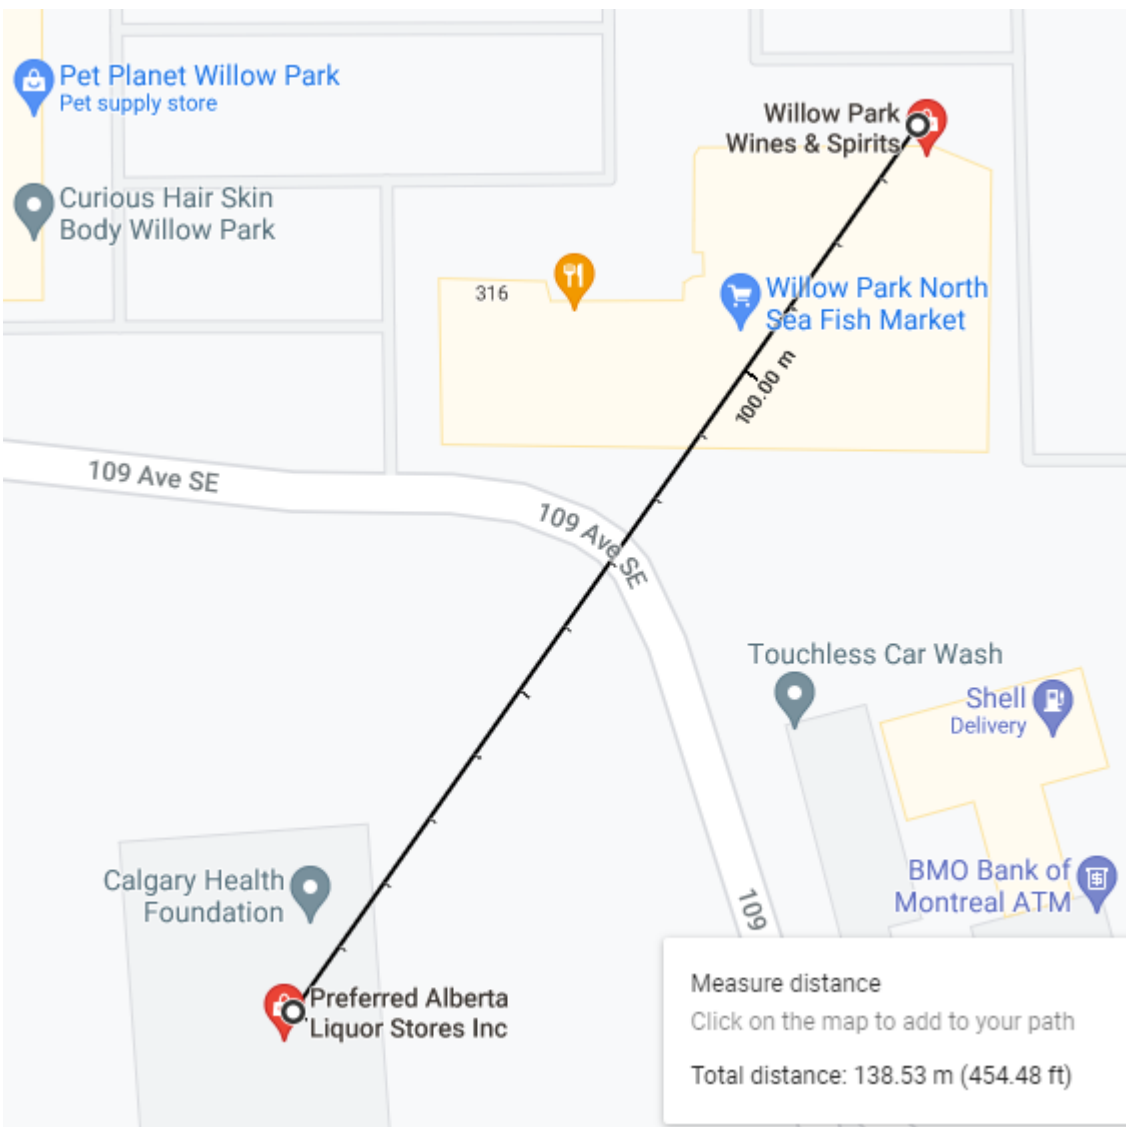 Pet Planet Willow Park
Pet supply store
Willow Park
Wines & Spirits
Curious Hair Skin
Body Willow Park
316
Willow Park North
Sea Fish Market
100.00 m
109 Ave SE
109 Ave SE
Touchless Car Wash
Shell
Delivery
BMO Bank of
Montreal ATM
Calgary Health
Foundation
109
Preferred Alberta
Liquor Stores Inc
Measure distance
Click on the map to add to your path
Total distance: 138.53 m (454.48 ft)